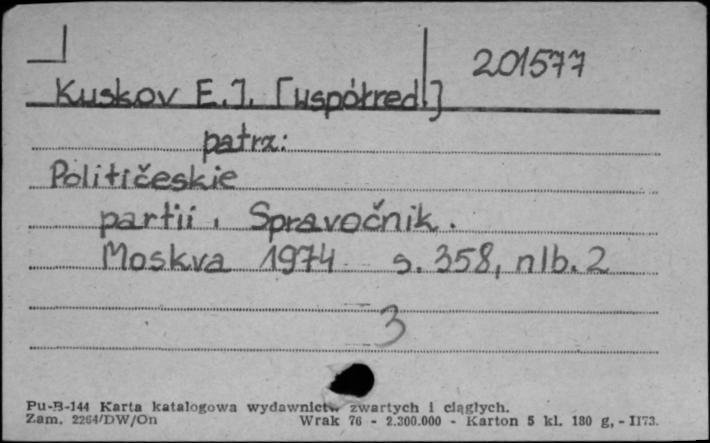 201577
Kuskov E.J. [współred.]
patrz:
Političeskie
partii. Spravočnik.
Moskva 1974 s. 358, nlb. 2
3
Pu-B-144 Karta katalogowa wydawnictw zwartych i ciągłych.
Zam. 2264/DW/On Wrak 76 - 2.300.000 - Karton 5 kl. 180 g, - II73.